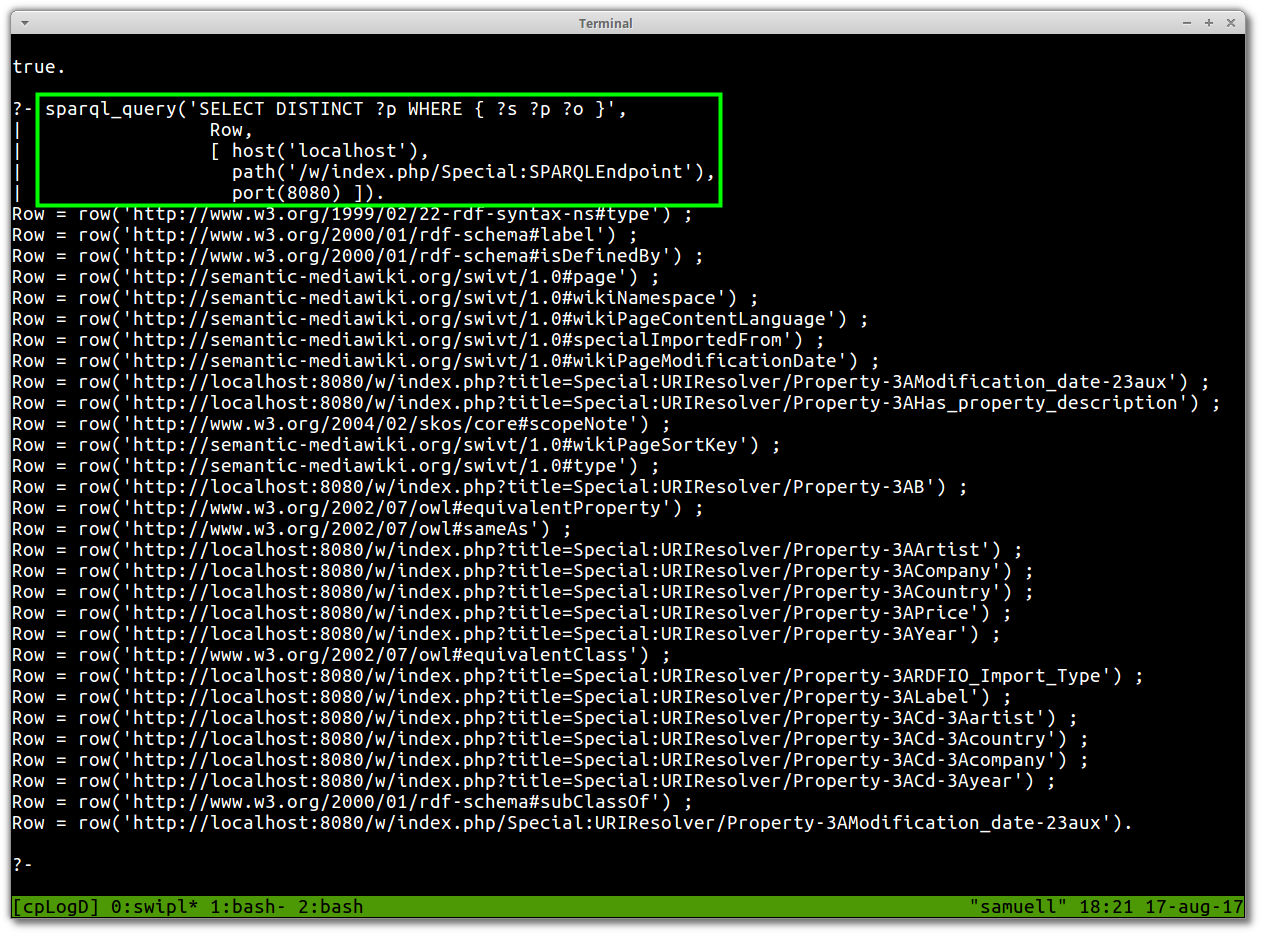 Terminal
true.
?- sparql_query('SELECT DISTINCT ?p WHERE { ?s ?p ?o }',
| Row,
| [ host('localhost'),
| path('/w/index.php/Special:SPARQLEndpoint'),
| port(8080) ]).
Row = row('http://www.w3.org/1999/02/22-rdf-syntax-ns#type') ;
Row = row('http://www.w3.org/2000/01/rdf-schema#label') ;
Row = row('http://www.w3.org/2000/01/rdf-schema#isDefinedBy') ;
Row = row('http://semantic-mediawiki.org/swivt/1.0#page') ;
Row = row('http://semantic-mediawiki.org/swivt/1.0#wikiNamespace') ;
Row = row('http://semantic-mediawiki.org/swivt/1.0#wikiPageContentLanguage') ;
Row = row('http://semantic-mediawiki.org/swivt/1.0#specialImportedFrom') ;
Row = row('http://semantic-mediawiki.org/swivt/1.0#wikiPageModificationDate') ;
Row = row('http://localhost:8080/w/index.php?title=Special:URIResolver/Property-3AModification_date-23aux') ;
Row = row('http://localhost:8080/w/index.php?title=Special:URIResolver/Property-3AHas_property_description') ;
Row = row('http://www.w3.org/2004/02/skos/core#scopeNote') ;
Row = row('http://semantic-mediawiki.org/swivt/1.0#wikiPageSortKey') ;
Row = row('http://semantic-mediawiki.org/swivt/1.0#type') ;
Row = row('http://localhost:8080/w/index.php?title=Special:URIResolver/Property-3AB') ;
Row = row('http://www.w3.org/2002/07/owl#equivalentProperty') ;
Row = row('http://www.w3.org/2002/07/owl#sameAs') ;
Row = row('http://localhost:8080/w/index.php?title=Special:URIResolver/Property-3AArtist') ;
Row = row('http://localhost:8080/w/index.php?title=Special:URIResolver/Property-3ACompany') ;
Row = row('http://localhost:8080/w/index.php?title=Special:URIResolver/Property-3ACountry') ;
Row = row('http://localhost:8080/w/index.php?title=Special:URIResolver/Property-3APrice') ;
Row = row('http://localhost:8080/w/index.php?title=Special:URIResolver/Property-3AYear') ;
Row = row('http://www.w3.org/2002/07/owl#equivalentClass') ;
Row = row('http://localhost:8080/w/index.php?title=Special:URIResolver/Property-3ARDFIO_Import_Type') ;
Row = row('http://localhost:8080/w/index.php?title=Special:URIResolver/Property-3ALabel') ;
Row = row('http://localhost:8080/w/index.php?title=Special:URIResolver/Property-3ACd-3Aartist') ;
Row = row('http://localhost:8080/w/index.php?title=Special:URIResolver/Property-3ACd-3Acountry') ;
Row = row('http://localhost:8080/w/index.php?title=Special:URIResolver/Property-3ACd-3Acompany') ;
Row = row('http://localhost:8080/w/index.php?title=Special:URIResolver/Property-3ACd-3Ayear') ;
Row = row('http://www.w3.org/2000/01/rdf-schema#subClassOf') ;
Row = row('http://localhost:8080/w/index.php/Special:URIResolver/Property-3AModification_date-23aux').
?-
[cpLogD] 0:swipl* 1:bash- 2:bash "samuell" 18:21 17-aug-17